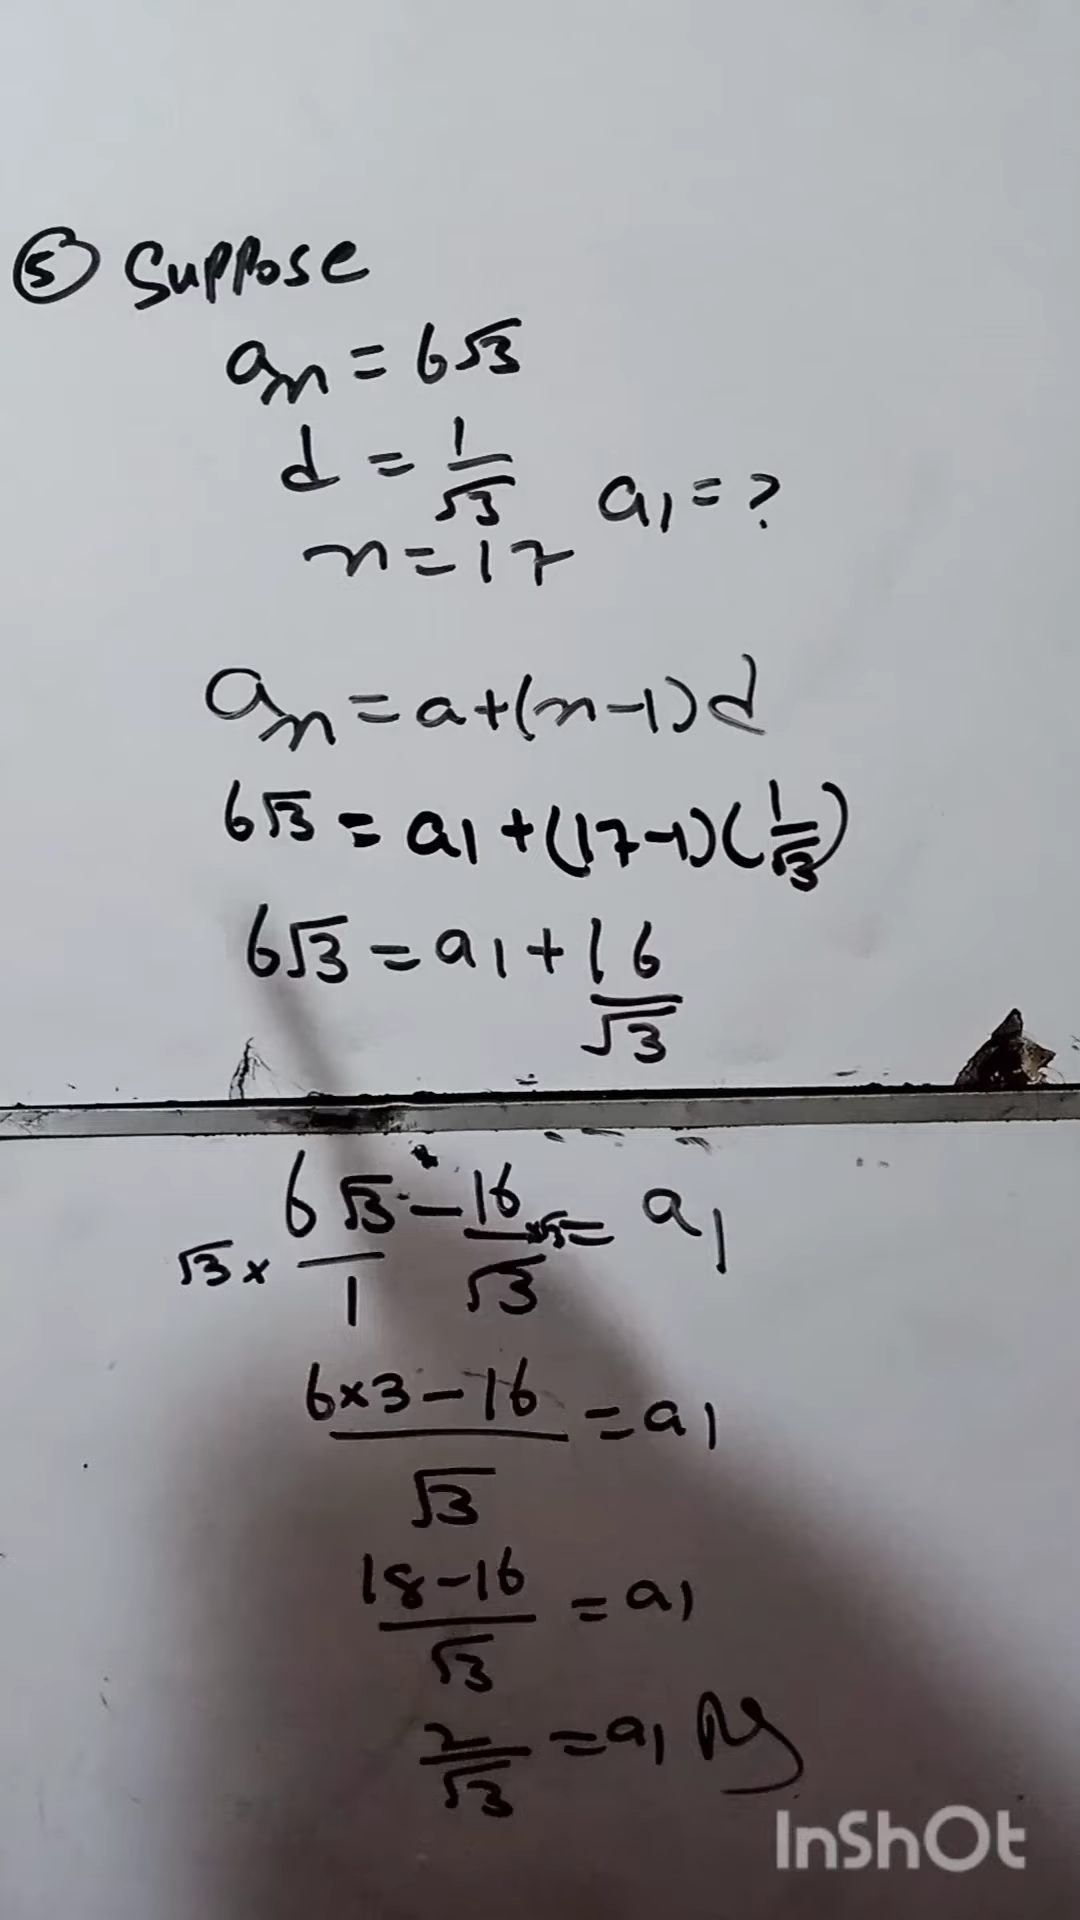 ⑤ Suppose
an = 6√3
d = 1/√3
a1 = ?
n = 17
an = a+(n-1)d
6√3 = a1 + (17-1)(1/√3)
6√3 = a1 + 16/√3
√3 × 6√3/1 - 16/√3 ×√3 = a1
6×3-16/√3 = a1
18-16/√3 = a1
2/√3 = a1
InShOt